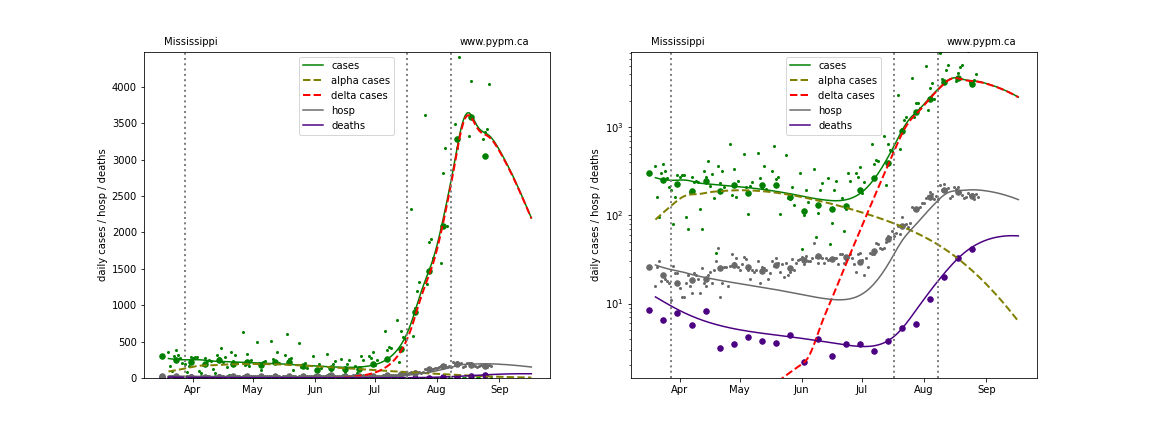 Mississippi www.pypm.ca
cases
alpha cases
delta cases
hosp
deaths
daily cases / hosp / deaths
4000
3500
3000
2500
2000
1500
1000
500
0
Apr May Jun Jul Aug Sep
Mississippi www.pypm.ca
cases
alpha cases
delta cases
hosp
deaths
daily cases / hosp / deaths
10³
10²
10¹
Apr May Jun Jul Aug Sep